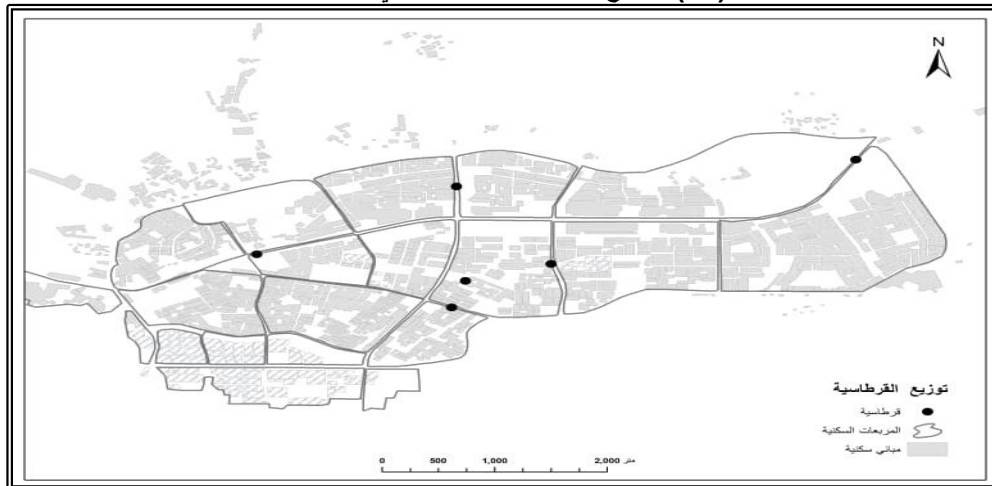 N
توزيع القرطاسية
قرطاسية
المربعات السكنية
مباني سكنية
0 500 1,000 2,000 متر